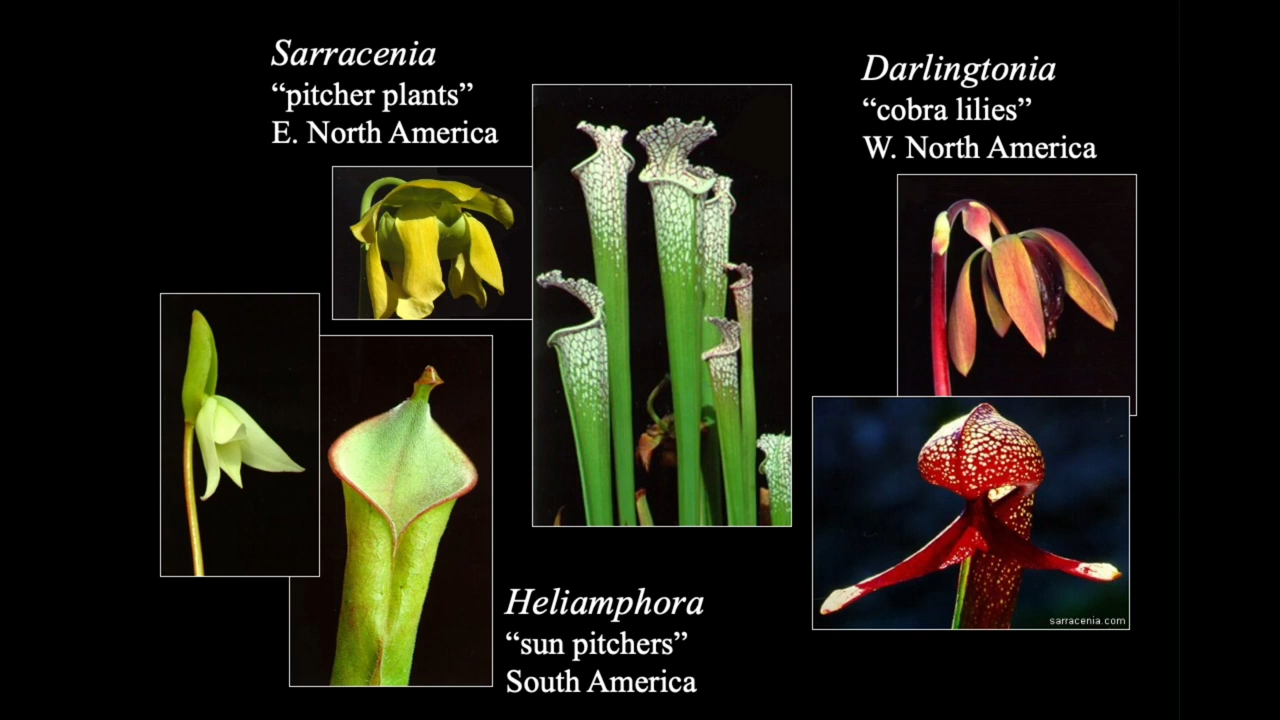 Sarracenia
“pitcher plants”
E. North America
Darlingtonia
“cobra lilies”
W. North America
sarracenia.com
Heliamphora
“sun pitchers”
South America